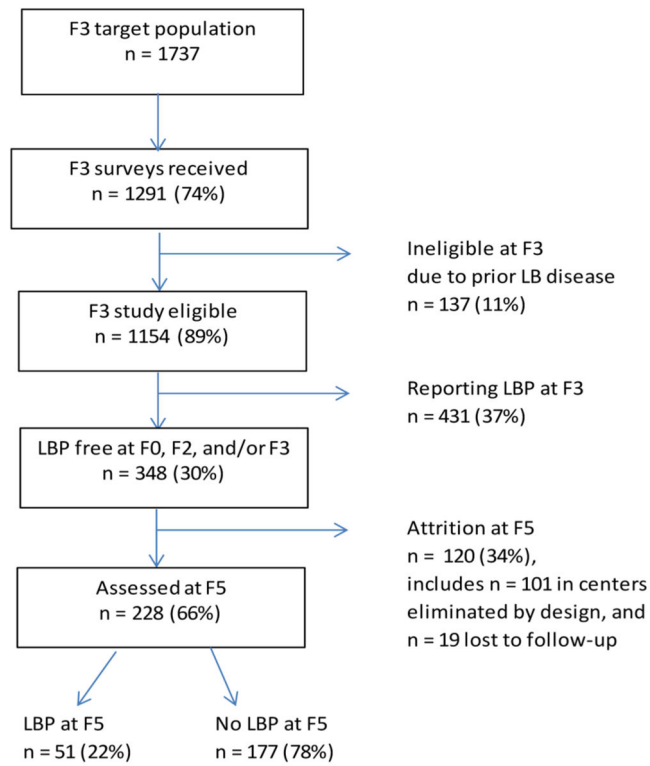 F3 target population
n = 1737
F3 surveys received
n = 1291 (74%)
Ineligible at F3
due to prior LB disease
n = 137 (11%)
F3 study eligible
n = 1154 (89%)
Reporting LBP at F3
n = 431 (37%)
LBP free at F0, F2, and/or F3
n = 348 (30%)
Attrition at F5
n = 120 (34%),
includes n = 101 in centers
eliminated by design, and
n = 19 lost to follow-up
Assessed at F5
n = 228 (66%)
LBP at F5
n = 51 (22%)
No LBP at F5
n = 177 (78%)